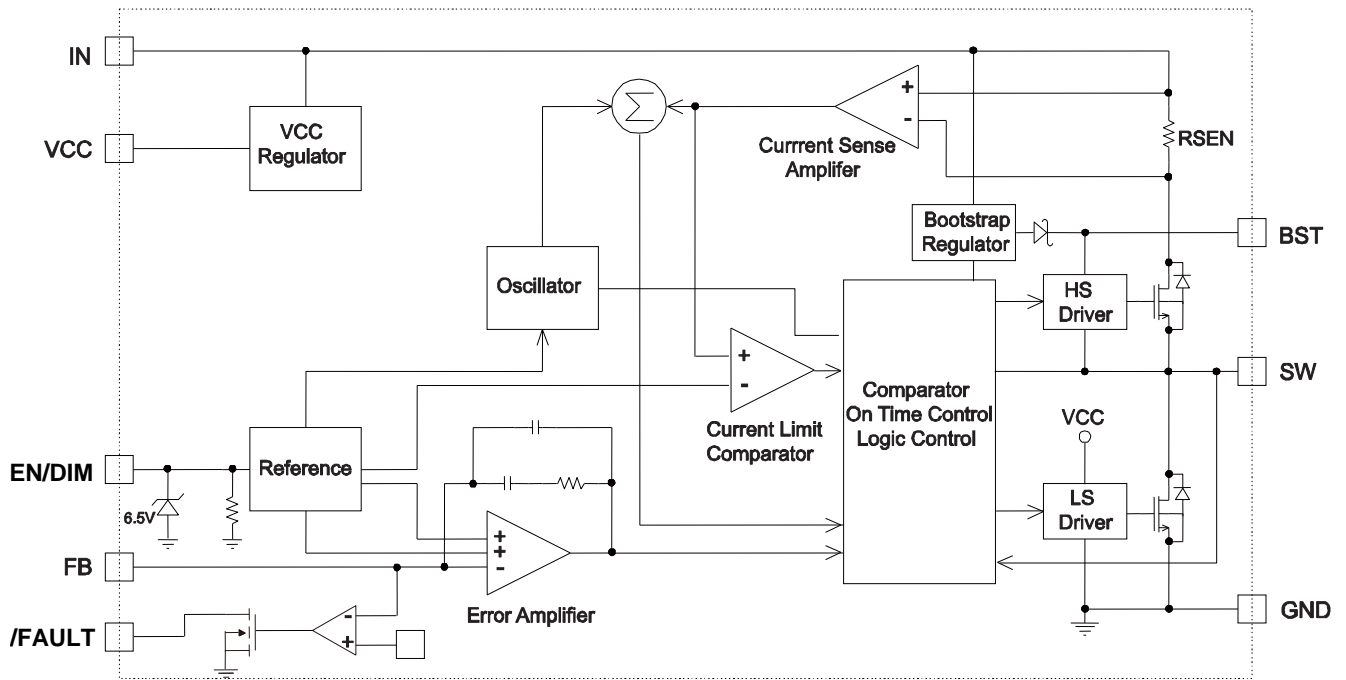 IN
VCC
VCC
Regulator
Σ
+
-
Currrent Sense
Amplifer
RSEN
Bootstrap
Regulator
BST
Oscillator
HS
Driver
+
-
Current Limit
Comparator
Comparator
On Time Control
Logic Control
SW
VCC
EN/DIM
6.5V
Reference
LS
Driver
FB
+
+
-
Error Amplifier
/FAULT
-
+
GND